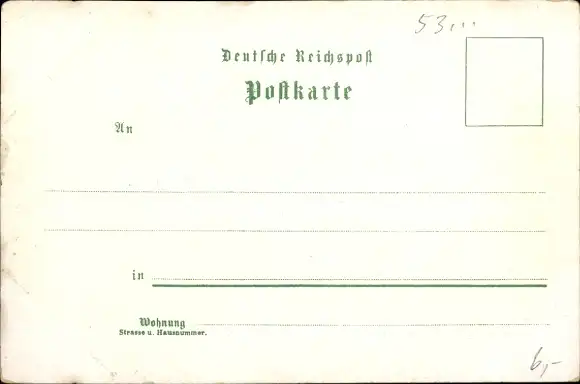 53...
Deutsche Reichspost
Postkarte
An
in
Wohnung
Strasse u. Hausnummer.
6,-